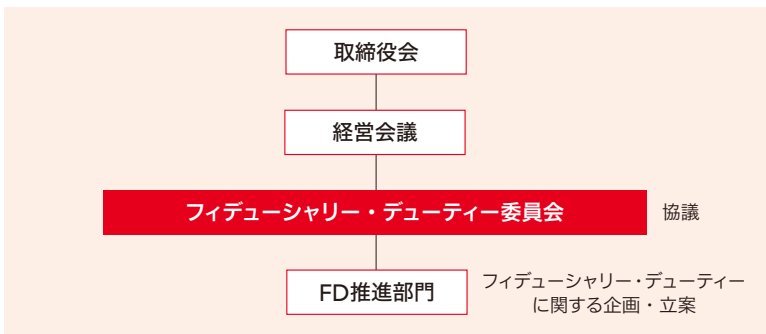 取締役会
経営会議
フィデューシャリー・デューティー委員会
協議
FD推進部門
フィデューシャリー・デューティー
に関する企画・立案